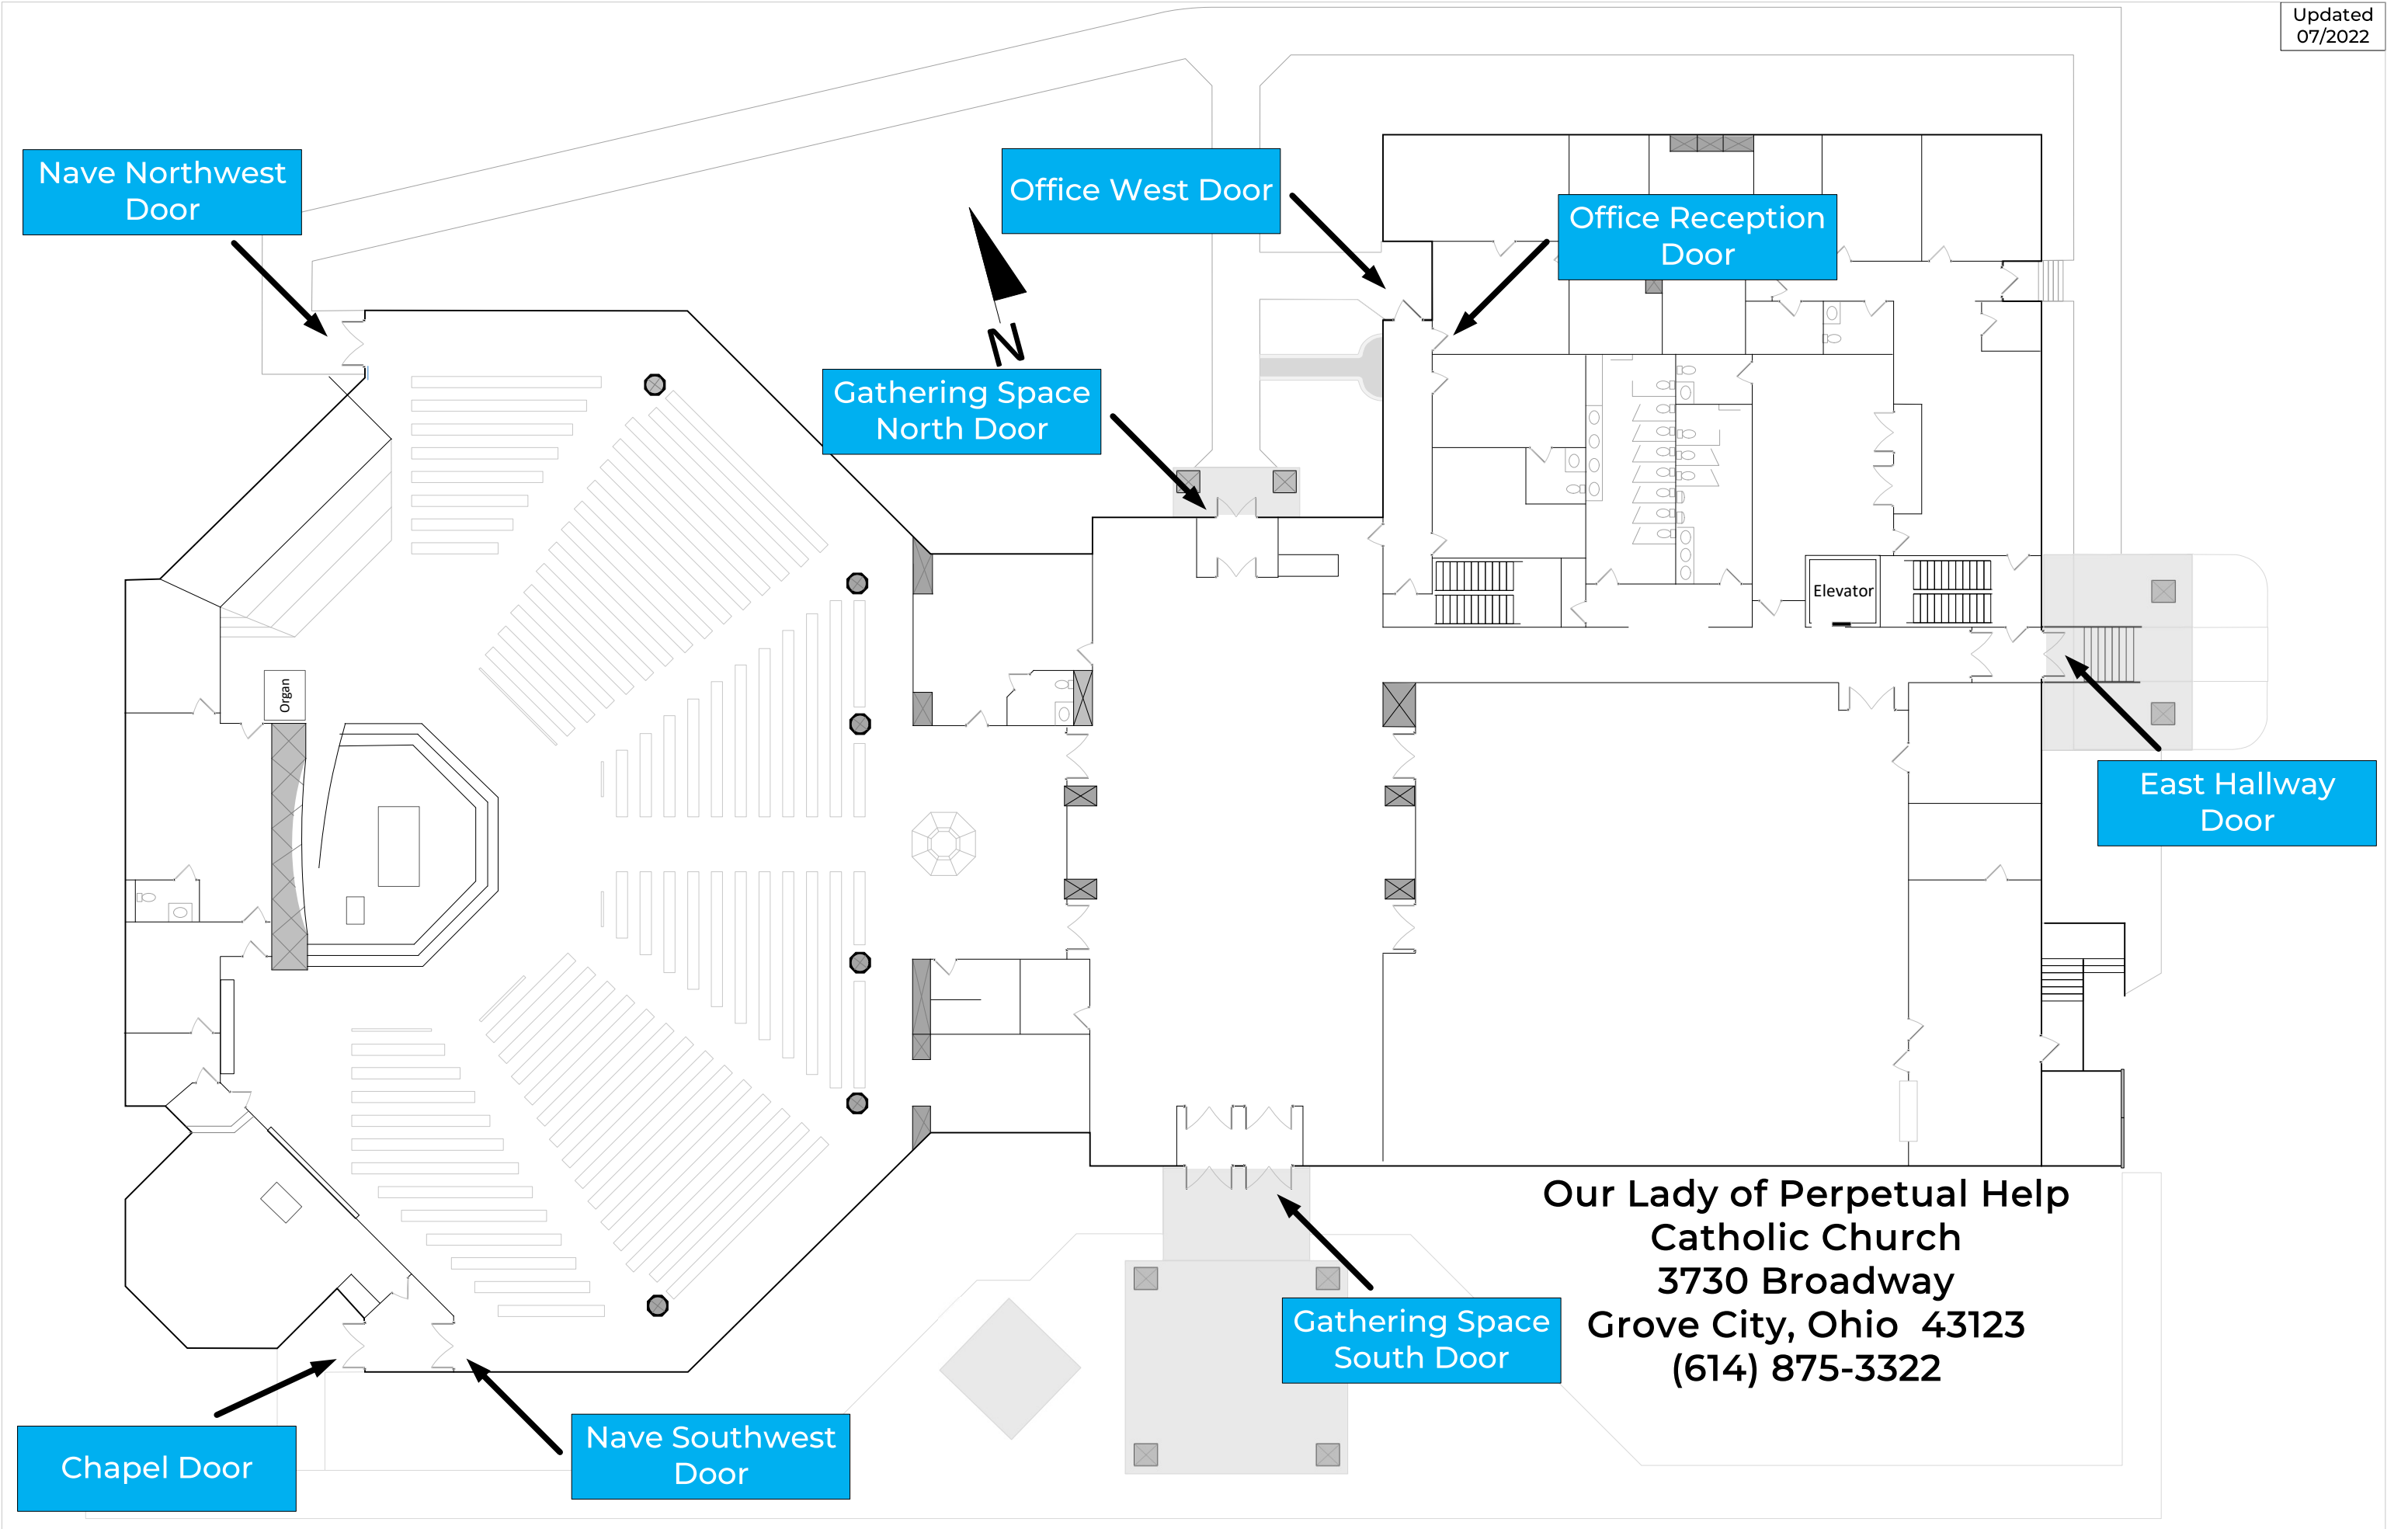 Updated
07/2022
Nave Northwest
Door
Office West Door
Office Reception
Door
N
Gathering Space
North Door
Elevator
Organ
East Hallway
Door
Our Lady of Perpetual Help
Catholic Church
3730 Broadway
Grove City, Ohio  43123
(614) 875-3322
Gathering Space
South Door
Chapel Door
Nave Southwest
Door